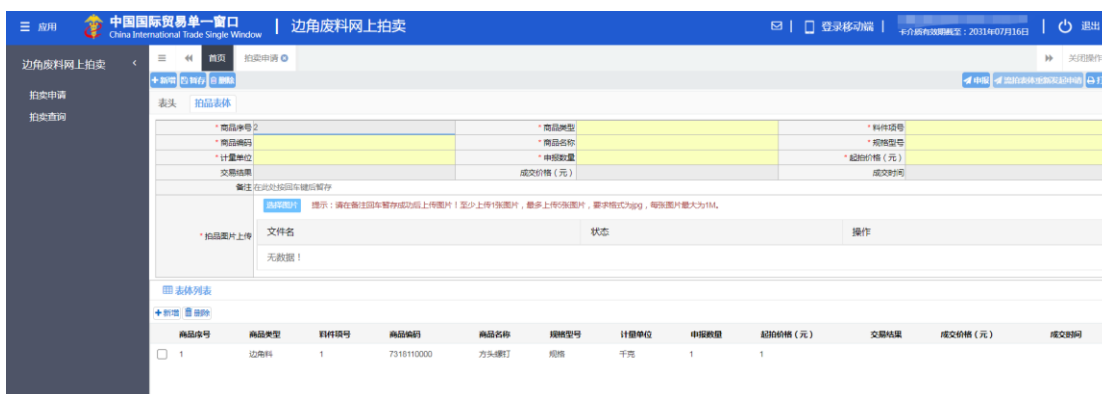 应用 中国国际贸易单一窗口 边角废料网上拍卖 登录移动端 卡介质有效期截至：2031年07月16日 退出
China International Trade Single Window
边角废料网上拍卖
拍卖申请
拍卖查询
首页 拍卖申请 关闭操作
新增 暂存 删除 申报
表头 拍品表体
*商品序号 2 *商品类型 *料件项号
*商品编码 *商品名称 *规格型号
*计量单位 *申报数量 *起拍价格（元）
交易结果 成交价格（元） 成交时间
备注 在此处按回车键后暂存
选择图片 提示：请在备注回车暂存成功后上传图片！至少上传1张图片，最多上传5张图片，要求格式为jpg，每张图片最大为1M。
*拍品图片上传
文件名 状态 操作
无数据！
表体列表
新增 删除
商品序号 商品类型 料件项号 商品编码 商品名称 规格型号 计量单位 申报数量 起拍价格（元） 交易结果 成交价格（元） 成交时间
1 边角料 1 7318110000 方头螺钉 规格 千克 1 1